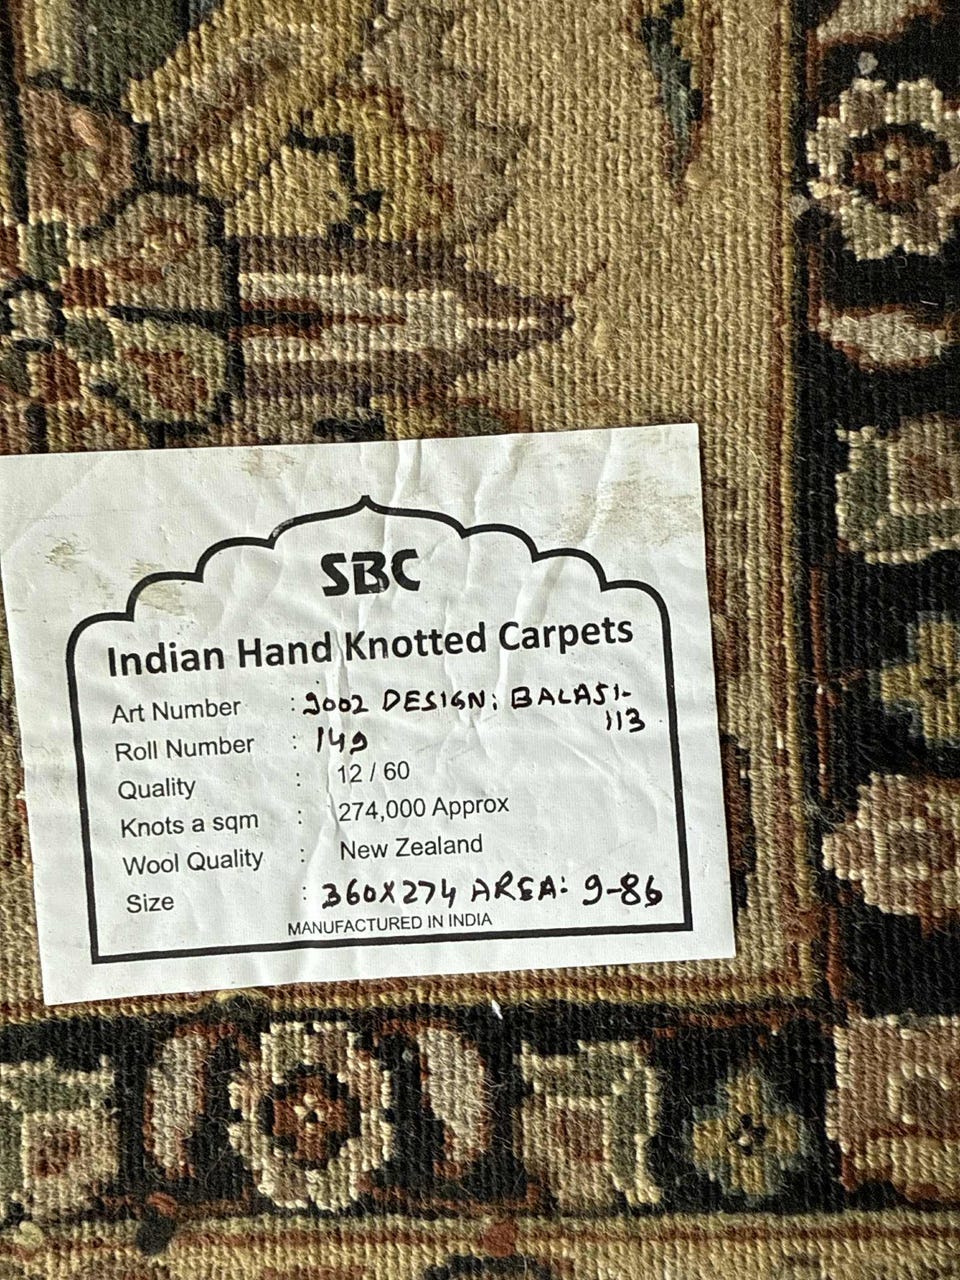 SBC
Indian Hand Knotted Carpets
Art Number : 9002 DESIGN: BALASI-
113
Roll Number : 149
Quality : 12 / 60
Knots a sqm : 274,000 Approx
Wool Quality : New Zealand
Size : 360X274 AREA: 9-86
MANUFACTURED IN INDIA